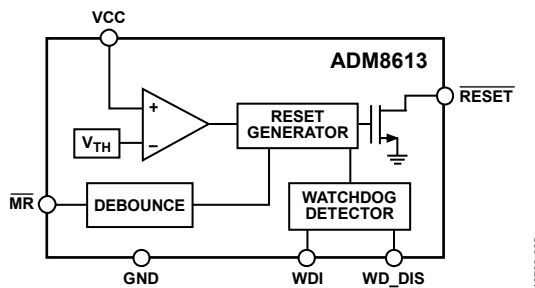 VCC
ADM8613
RESET
+
−
VTH
RESET
GENERATOR
MR
DEBOUNCE
WATCHDOG
DETECTOR
GND
WDI
WD_DIS